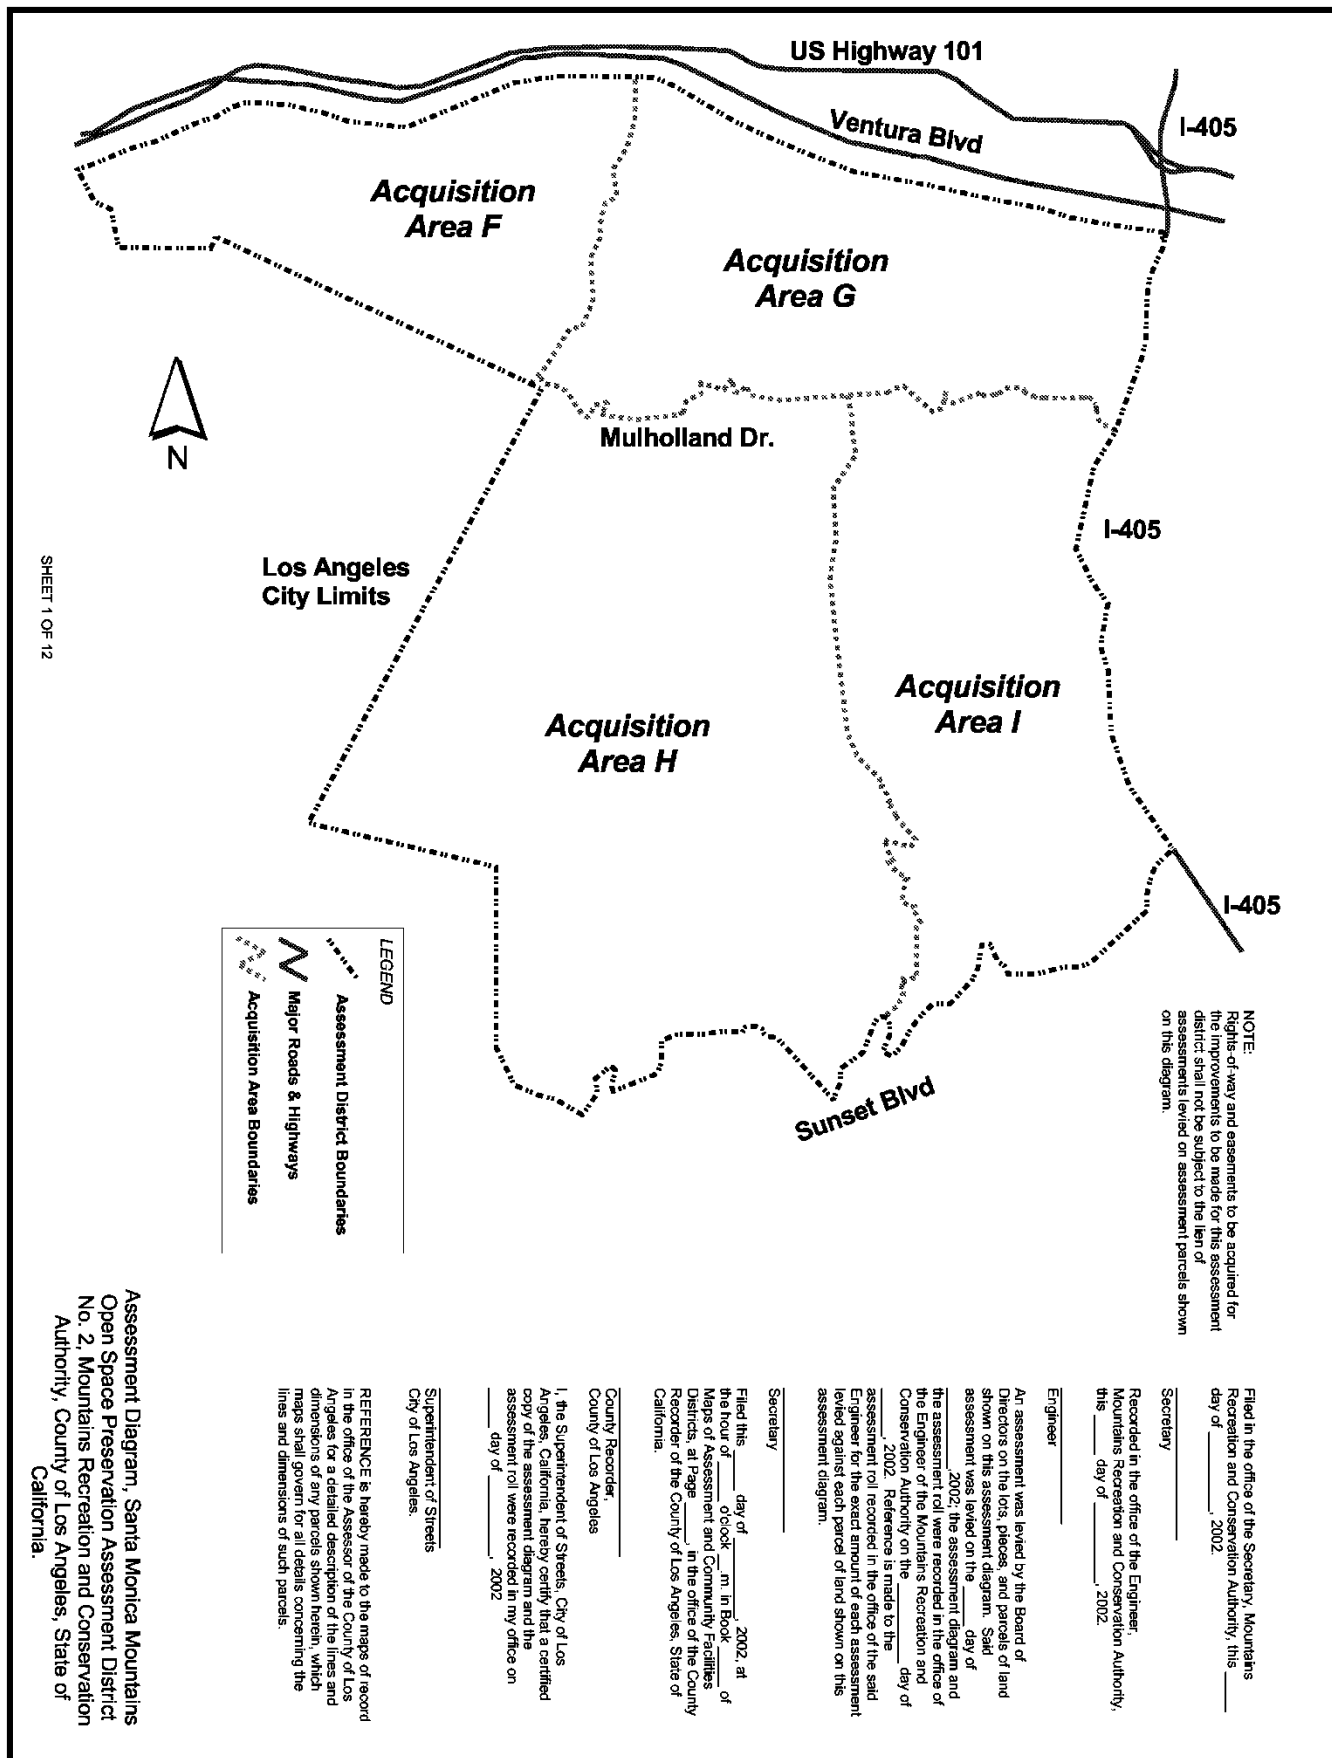 US Highway 101
I-405
Ventura Blvd
Acquisition
Area F
Acquisition
Area G
N
Mulholland Dr.
I-405
Los Angeles
City Limits
SHEET 1 OF 12
Acquisition
Area I
Acquisition
Area H
I-405
Sunset Blvd
LEGEND
Assessment District Boundaries
Major Roads & Highways
Acquisition Area Boundaries
NOTE:
Rights-of-way and easements to be acquired for
the improvements to be made for this assessment
district shall not be subject to the lien of
assessments levied on assessment parcels shown
on this diagram.
Filed in the office of the Secretary, Mountains
Recreation and Conservation Authority, this ____
day of ________, 2002.
Secretary
Recorded in the office of the Engineer,
Mountains Recreation and Conservation Authority,
this ____ day of ________, 2002.
Engineer
An assessment was levied by the Board of
Directors on the lots, pieces, and parcels of land
shown on this assessment diagram. Said
assessment was levied on the ____ day of
________, 2002; the assessment diagram and
the assessment roll were recorded in the office of
the Engineer of the Mountains Recreation and
Conservation Authority on the ________ day of
________, 2002. Reference is made to the
assessment roll recorded in the office of the said
Engineer for the exact amount of each assessment
levied against each parcel of land shown on this
assessment diagram.
Secretary
Filed this ____ day of ________, 2002, at
the hour of ____ o'clock __m. in Book ____ of
Maps of Assessment and Community Facilities
Districts, at Page ____, in the office of the County
Recorder of the County of Los Angeles, State of
California.
County Recorder,
County of Los Angeles
I, the Superintendent of Streets, City of Los
Angeles, California, hereby certify that a certified
copy of the assessment diagram and the
assessment roll were recorded in my office on
____ day of ________, 2002
Superintendent of Streets
City of Los Angeles.
REFERENCE is hereby made to the maps of record
in the office of the Assessor of the County of Los
Angeles for a detailed description of the lines and
dimensions of any parcels shown herein, which
maps shall govern for all details concerning the
lines and dimensions of such parcels.
Assessment Diagram, Santa Monica Mountains
Open Space Preservation Assessment District
No. 2, Mountains Recreation and Conservation
Authority, County of Los Angeles, State of
California.